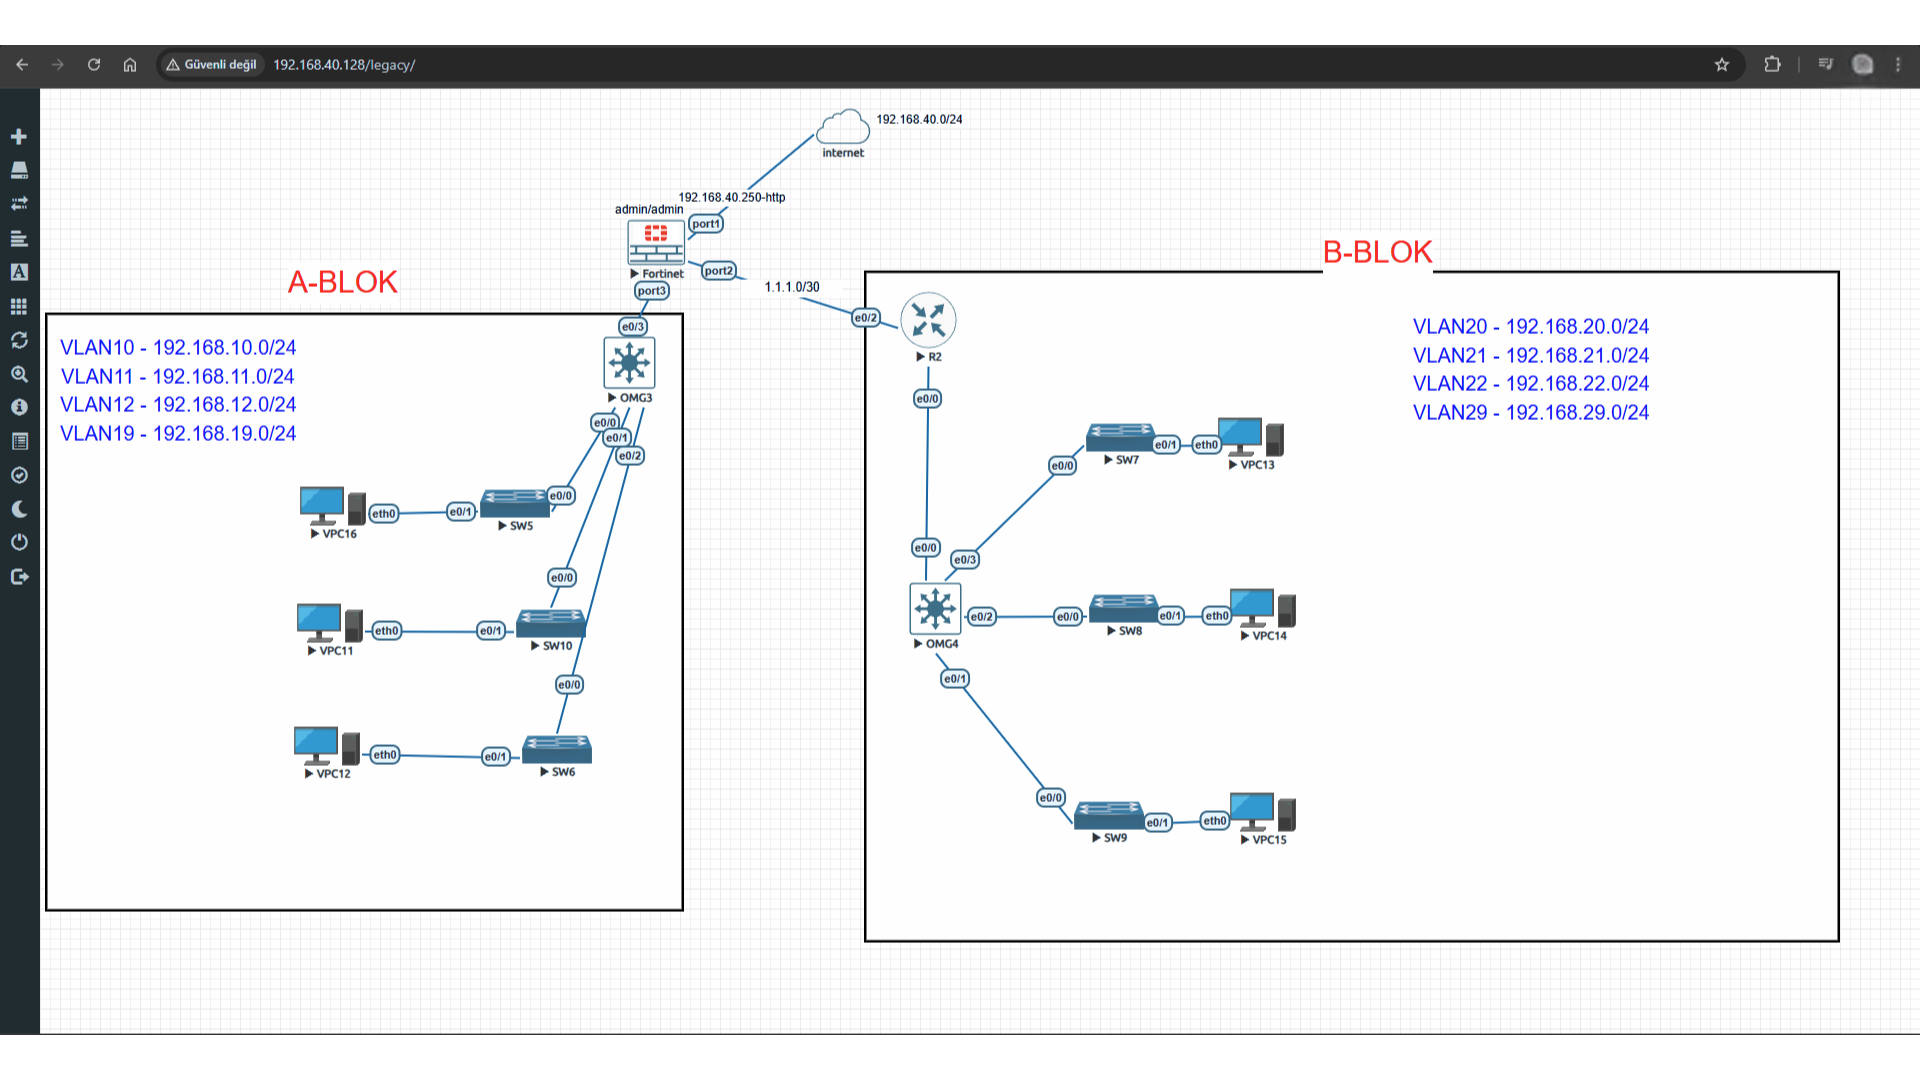 Güvenli değil 192.168.40.128/legacy/
192.168.40.0/24
internet
192.168.40.250-http
admin/admin
port1
Fortinet
port2
port3
1.1.1.0/30
A-BLOK
e0/3
VLAN10 - 192.168.10.0/24
VLAN11 - 192.168.11.0/24
VLAN12 - 192.168.12.0/24
VLAN19 - 192.168.19.0/24
OMG3
e0/0
e0/1
e0/2
VPC16
eth0
e0/1
SW5
e0/0
e0/0
VPC11
eth0
e0/1
SW10
e0/0
VPC12
eth0
e0/1
SW6
B-BLOK
VLAN20 - 192.168.20.0/24
VLAN21 - 192.168.21.0/24
VLAN22 - 192.168.22.0/24
VLAN29 - 192.168.29.0/24
e0/2
R2
e0/0
e0/0
e0/3
OMG4
e0/2
e0/1
e0/0
SW7
e0/1
eth0
VPC13
e0/0
SW8
e0/1
eth0
VPC14
e0/0
SW9
e0/1
eth0
VPC15